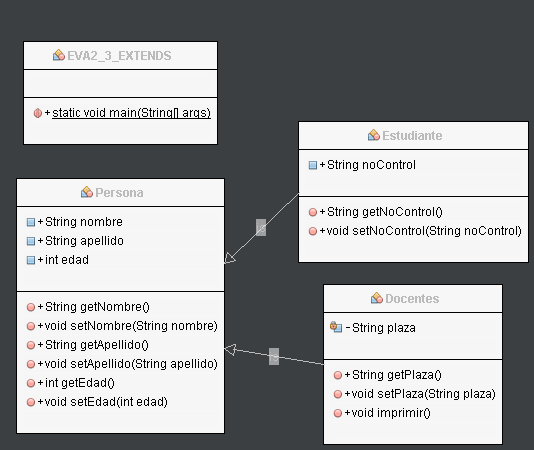 EVA2_3_EXTENDS
+static void main(String[] args)
Estudiante
+String noControl
+String getNoControl()
+void setNoControl(String noControl)
Persona
+String nombre
+String apellido
+int edad
+String getNombre()
+void setNombre(String nombre)
+String getApellido()
+void setApellido(String apellido)
+int getEdad()
+void setEdad(int edad)
Docentes
-String plaza
+String getPlaza()
+void setPlaza(String plaza)
+void imprimir()